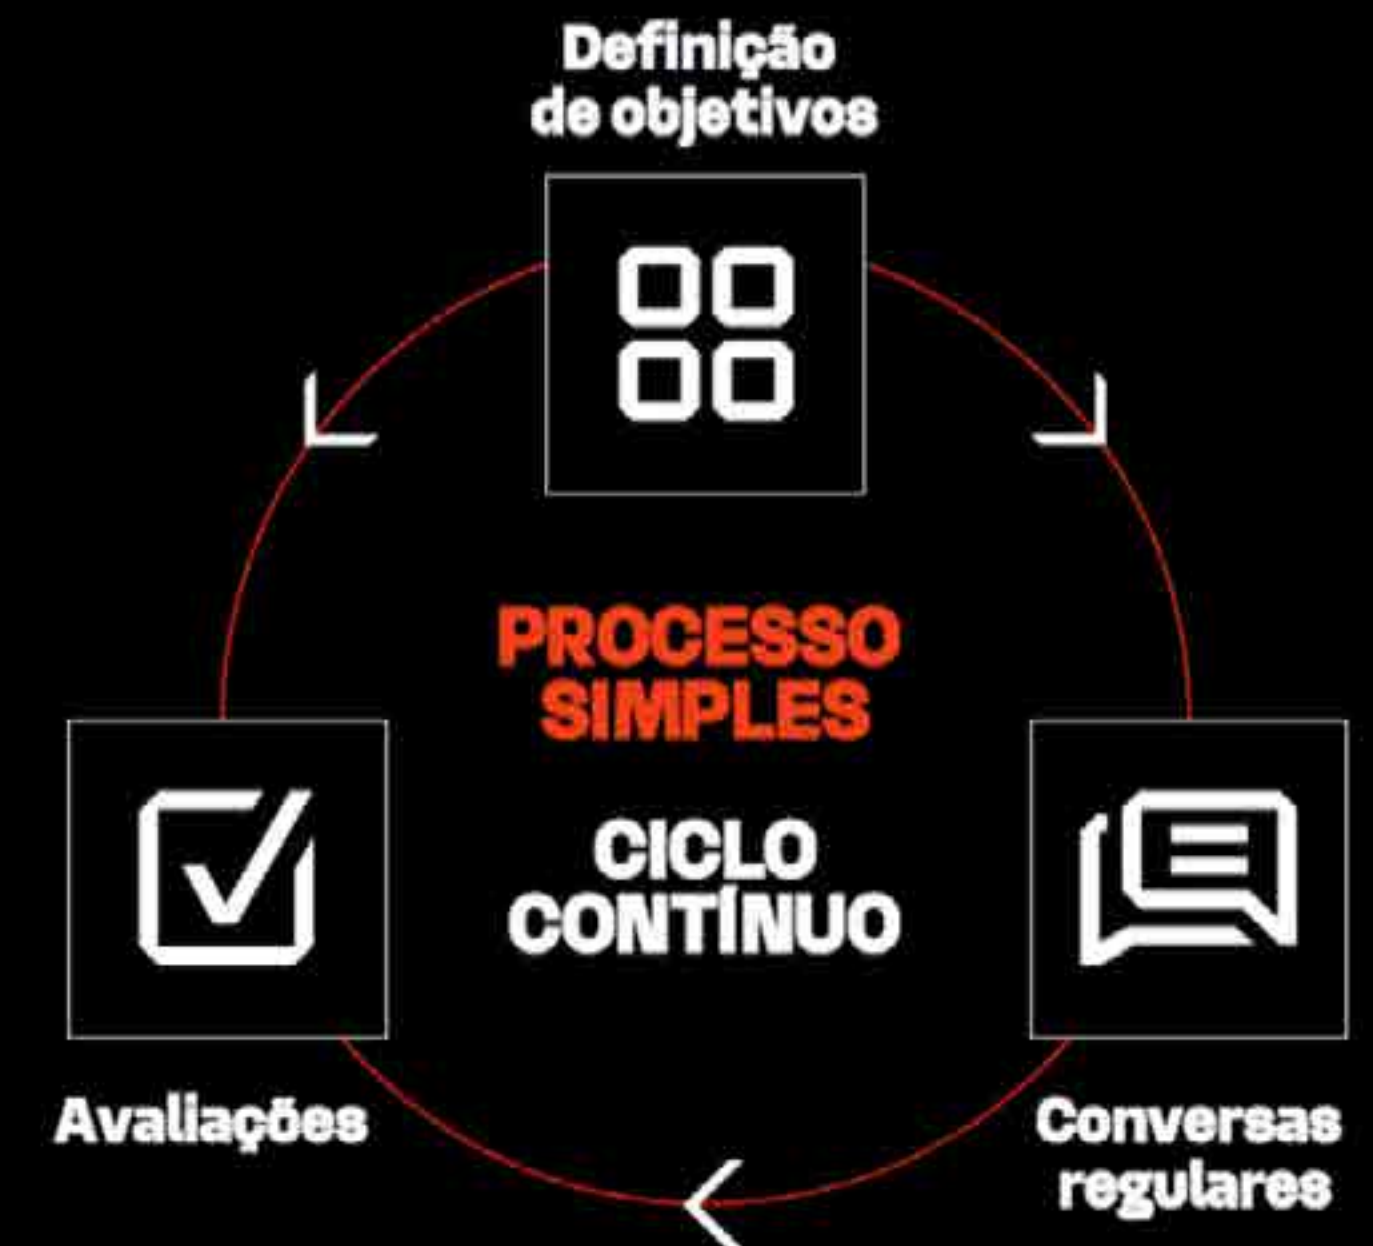 Definição
de objetivos
PROCESSO
SIMPLES
CICLO
CONTÍNUO
Avaliações
Conversas
regulares